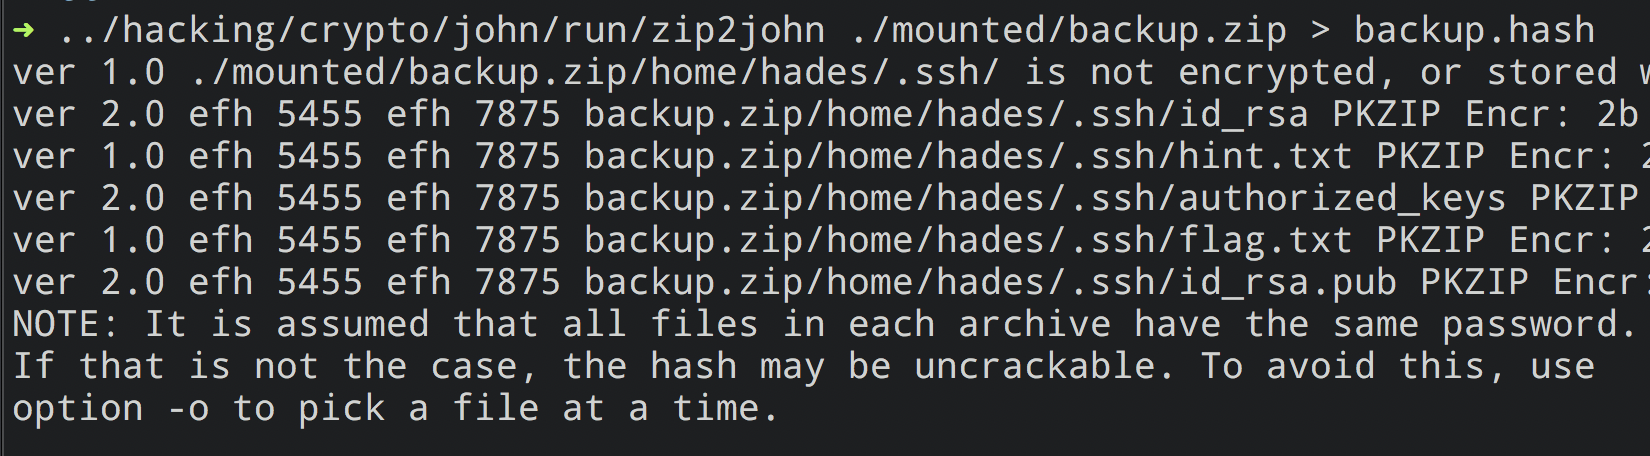 ➜ ../hacking/crypto/john/run/zip2john ./mounted/backup.zip > backup.hash
ver 1.0 ./mounted/backup.zip/home/hades/.ssh/ is not encrypted, or stored
ver 2.0 efh 5455 efh 7875 backup.zip/home/hades/.ssh/id_rsa PKZIP Encr: 2b
ver 1.0 efh 5455 efh 7875 backup.zip/home/hades/.ssh/hint.txt PKZIP Encr:
ver 2.0 efh 5455 efh 7875 backup.zip/home/hades/.ssh/authorized_keys PKZIP
ver 1.0 efh 5455 efh 7875 backup.zip/home/hades/.ssh/flag.txt PKZIP Encr:
ver 2.0 efh 5455 efh 7875 backup.zip/home/hades/.ssh/id_rsa.pub PKZIP Encr:
NOTE: It is assumed that all files in each archive have the same password.
If that is not the case, the hash may be uncrackable. To avoid this, use
option -o to pick a file at a time.